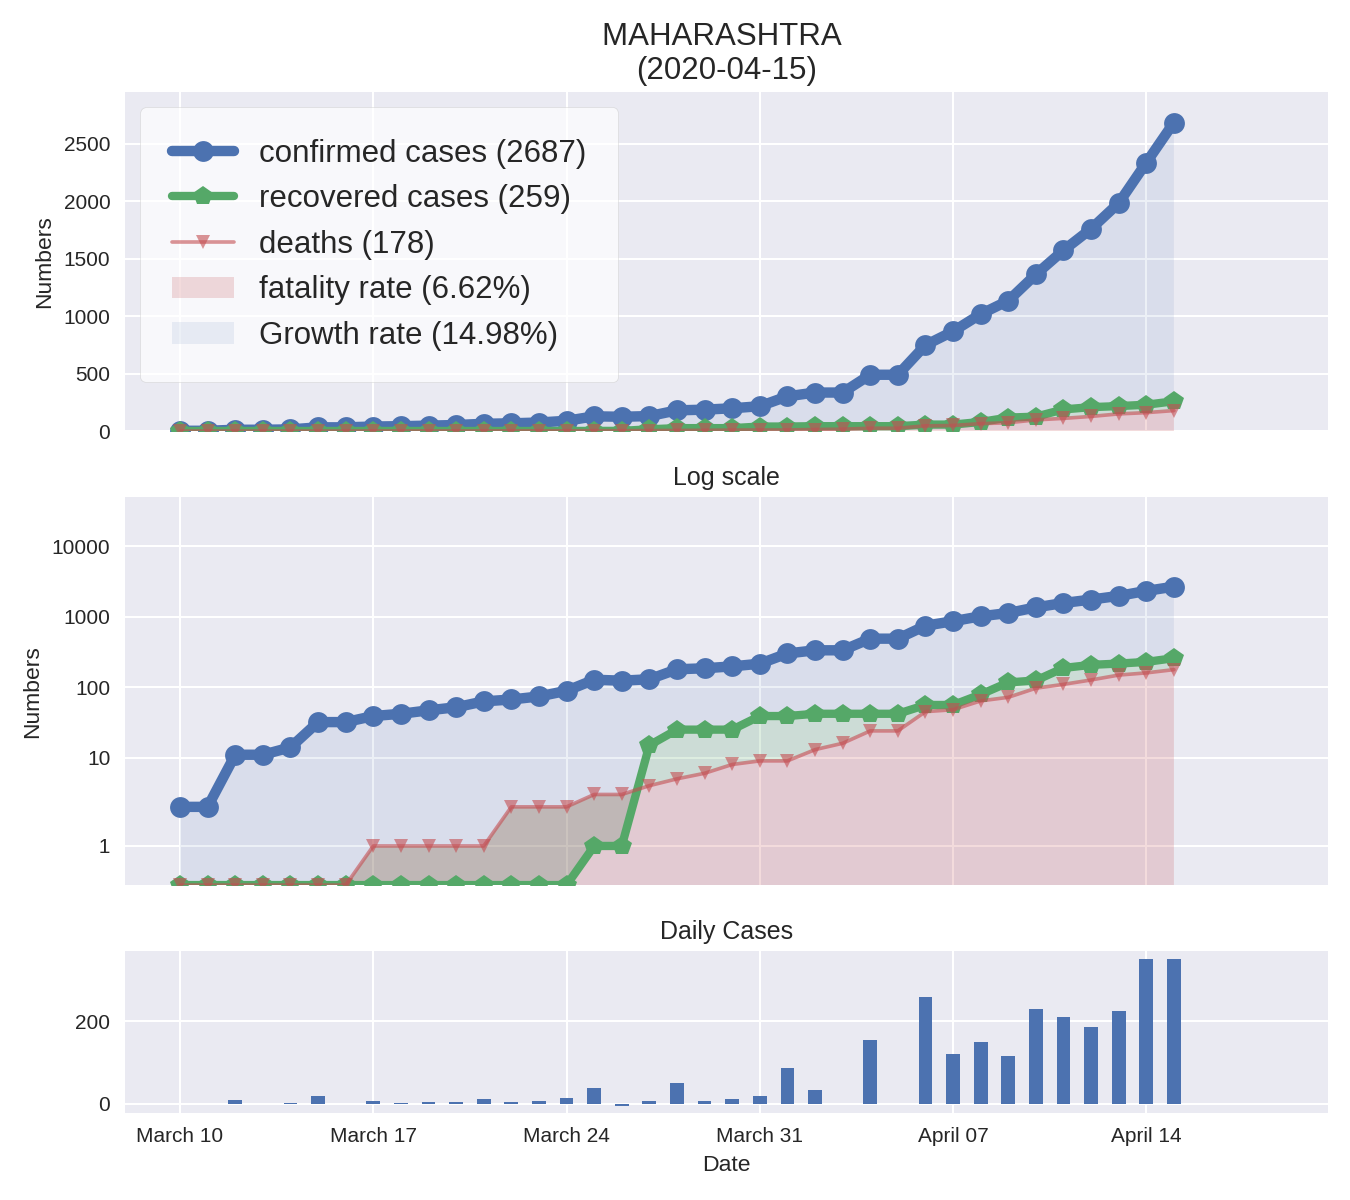 MAHARASHTRA
(2020-04-15)
confirmed cases (2687)
recovered cases (259)
deaths (178)
fatality rate (6.62%)
Growth rate (14.98%)
Numbers
2500
2000
1500
1000
500
0
Log scale
Numbers
10000
1000
100
10
1
Daily Cases
200
0
March 10 March 17 March 24 March 31 April 07 April 14
Date